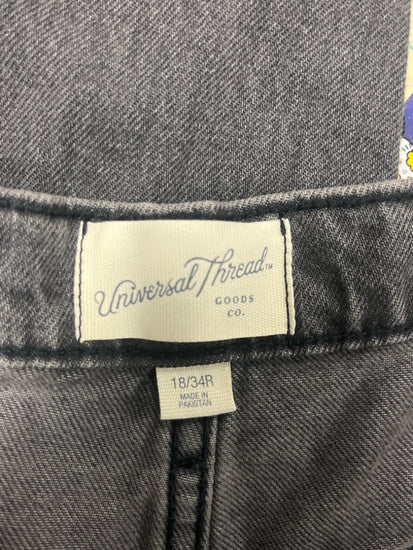 Universal Thread™
GOODS
CO.
18/34R
MADE IN
PAKISTAN